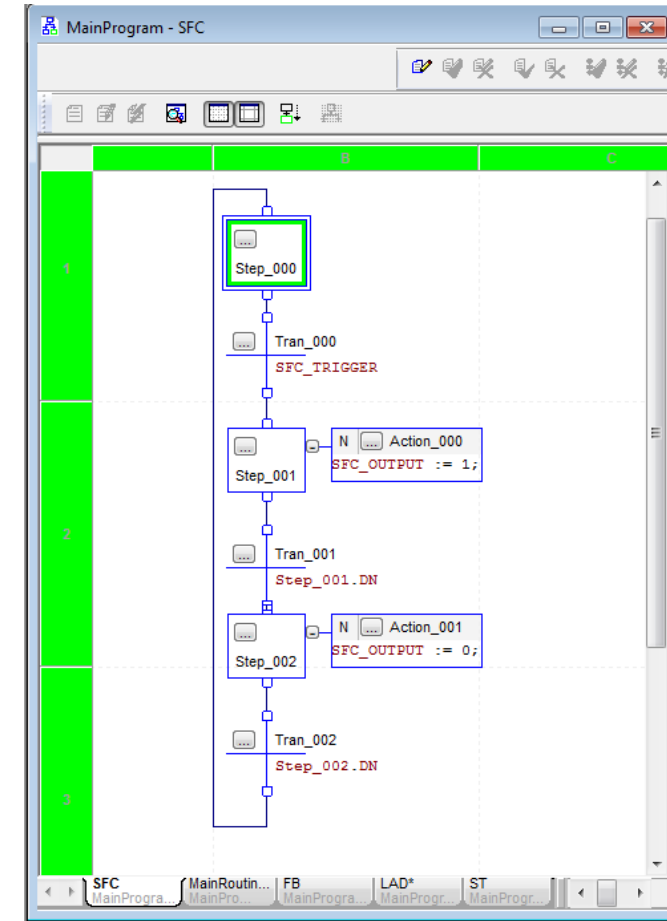 MainProgram - SFC
B
C
1
...
Step_000
... Tran_000
SFC_TRIGGER
2
...
Step_001
N ... Action_000
SFC_OUTPUT := 1;
... Tran_001
Step_001.DN
...
Step_002
N ... Action_001
SFC_OUTPUT := 0;
3
... Tran_002
Step_002.DN
SFC MainRoutin... FB LAD* ST
MainProgra... MainPro... MainProgra... MainProgr... MainProgr...